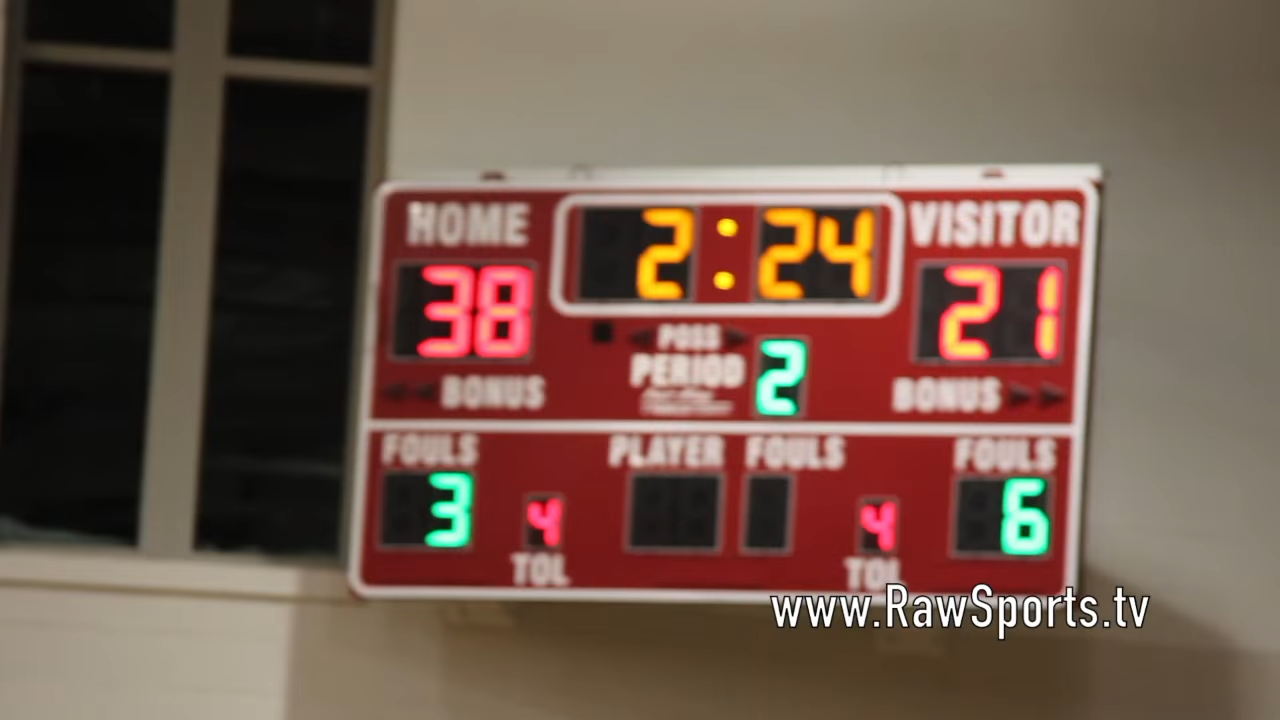 HOME 2:24 VISITOR
38 21
POSS
PERIOD 2
BONUS BONUS
FOULS PLAYER FOULS FOULS
3 4 4 6
TOL TOL
www.RawSports.tv